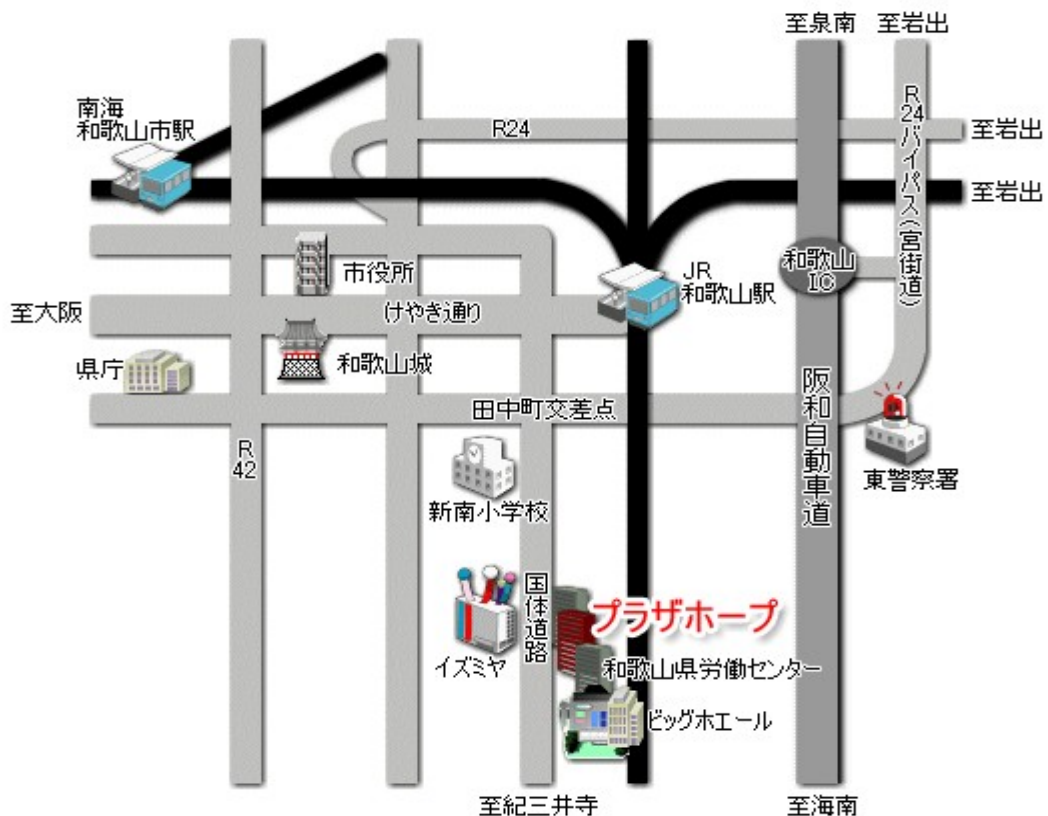 至泉南
至岩出
南海
和歌山市駅
R24
至岩出
R24バイパス(宮街道)
至岩出
市役所
JR
和歌山駅
和歌山
IC
至大阪
けやき通り
県庁
和歌山城
田中町交差点
阪和自動車道
R
42
東警察署
新南小学校
国体道路
プラザホープ
イズミヤ
和歌山県労働センター
ビッグホエール
至紀三井寺
至海南